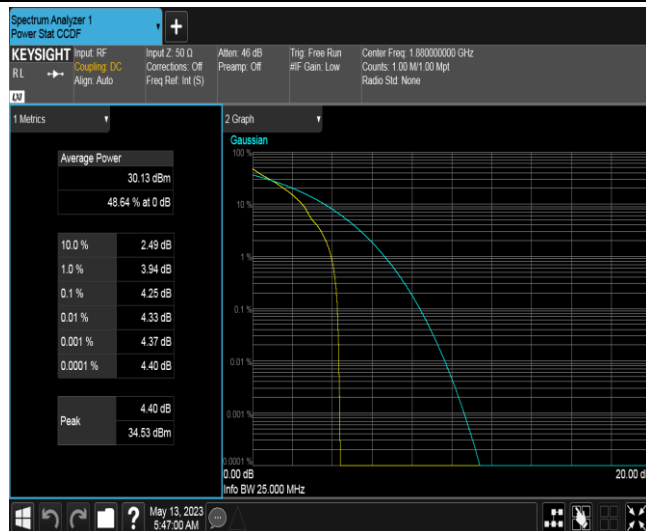 Spectrum Analyzer 1
Power Stat CCDF
+
KEYSIGHT
Input: RF
Coupling: DC
Align: Auto
Input Z: 50 Ω
Corrections: Off
Freq Ref: Int (S)
Atten: 46 dB
Preamp: Off
Trig: Free Run
#IF Gain: Low
Center Freq: 1.880000000 GHz
Counts: 1.00 M/1.00 Mpt
Radio Std: None
RL
LXI
1 Metrics
Average Power
30.13 dBm
48.64 % at 0 dB
10.0 % 2.49 dB
1.0 % 3.94 dB
0.1 % 4.25 dB
0.01 % 4.33 dB
0.001 % 4.37 dB
0.0001 % 4.40 dB
Peak
4.40 dB
34.53 dBm
2 Graph
Gaussian
100 %
10 %
1 %
0.1 %
0.01 %
0.001 %
0.0001 %
0.00 dB
20.00 d
Info BW 25.000 MHz
?
May 13, 2023
5:47:00 AM